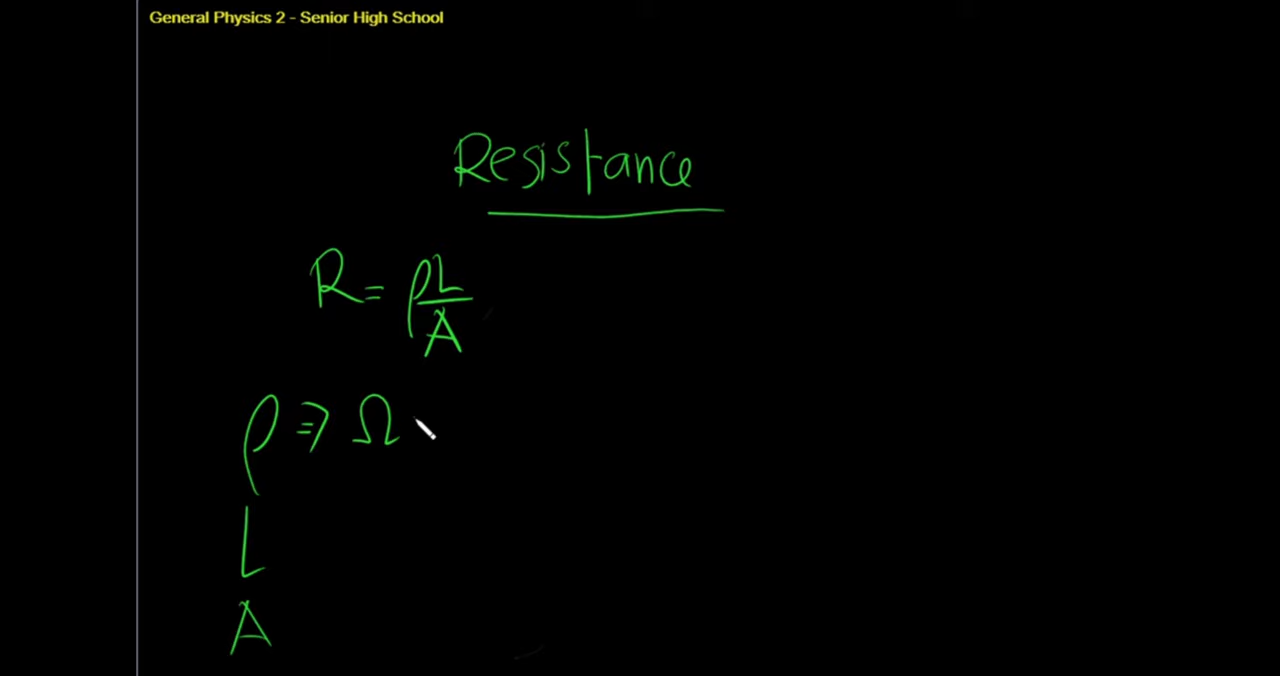 General Physics 2 - Senior High School
Resistance
R = ρL/A
ρ ⇒ Ω
L
A